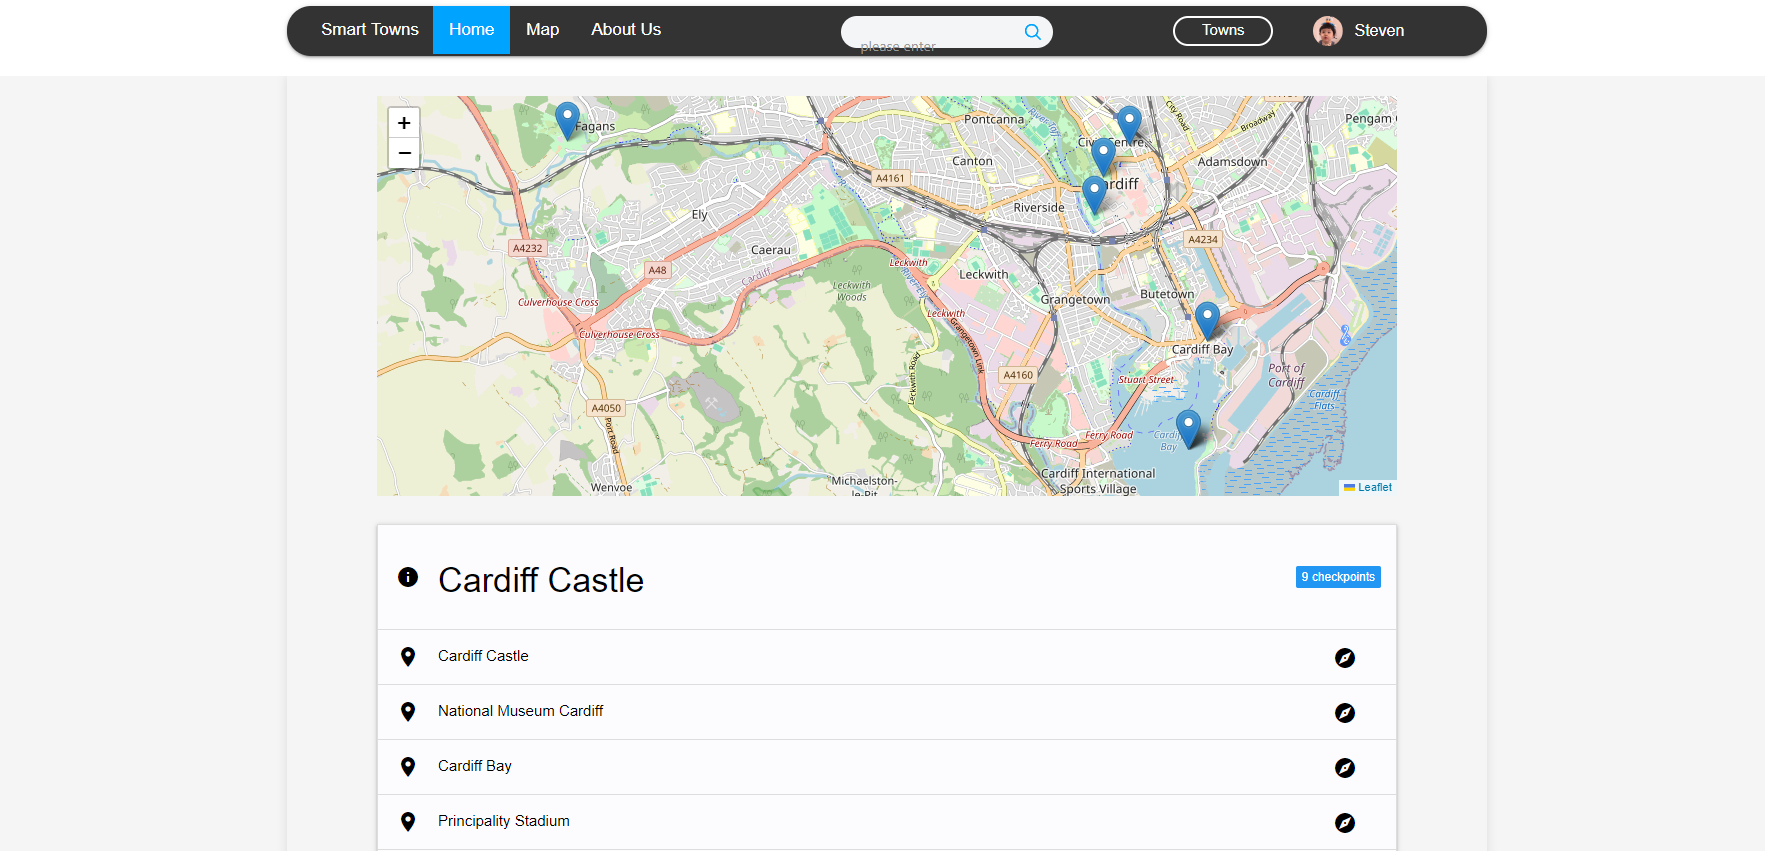 Smart Towns Home Map About Us please enter Towns Steven
+
−
Fagans
Pontcanna
City Road
Broadway
Pengam
River Taff
Canton
Adamsdown
A4161
Ely
Riverside
Caerau
A4232
A4234
A48
Cardiff
Leckwith
Leckwith
River Ely
Leckwith
Woods
Culverhouse Cross
Grangetown
Butetown
Leckwith
Culverhouse Cross
Grangetown Link
Cardiff Bay
Leckwith Road
A4160
Stuart Street
Port of
Cardiff
Cardiff
Flats
A4050
Port Road
Ferry Road
Ferry Road
Cardiff
Bay
Wenvoe
Michaelston-
le-Pit
Cardiff International
Sports Village
Leaflet
Cardiff Castle
9 checkpoints
Cardiff Castle
National Museum Cardiff
Cardiff Bay
Principality Stadium